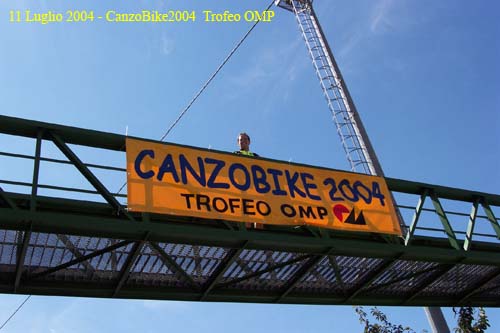 11 Luglio 2004 - CanzoBike2004 Trofeo OMP
CANZOBIKE 2004
TROFEO OMP